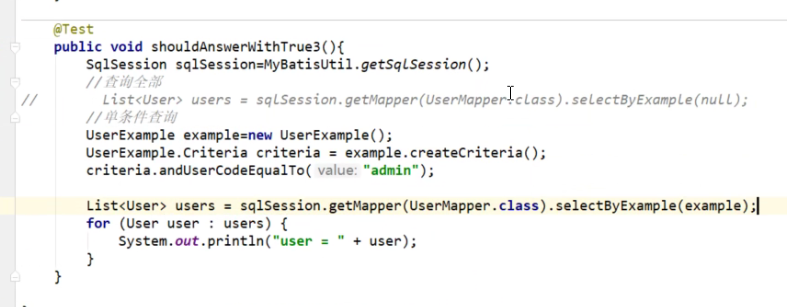 @Test
public void shouldAnswerWithTrue3(){
SqlSession sqlSession=MyBatisUtil.getSqlSession();
//查询全部
// List<User> users = sqlSession.getMapper(UserMapper.class).selectByExample(null);
//单条件查询
UserExample example=new UserExample();
UserExample.Criteria criteria = example.createCriteria();
criteria.andUserCodeEqualTo( value: "admin");
List<User> users = sqlSession.getMapper(UserMapper.class).selectByExample(example);
for (User user : users) {
System.out.println("user = " + user);
}
}